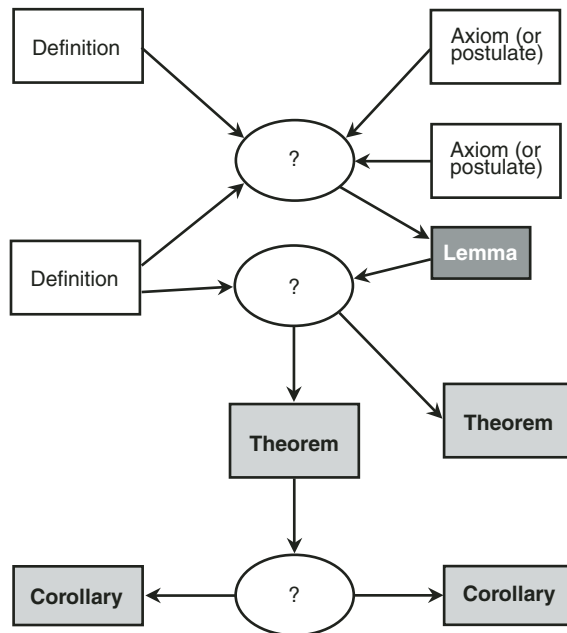 Definition
Axiom (or
postulate)
?
Axiom (or
postulate)
Lemma
Definition
?
Theorem
Theorem
Corollary
?
Corollary